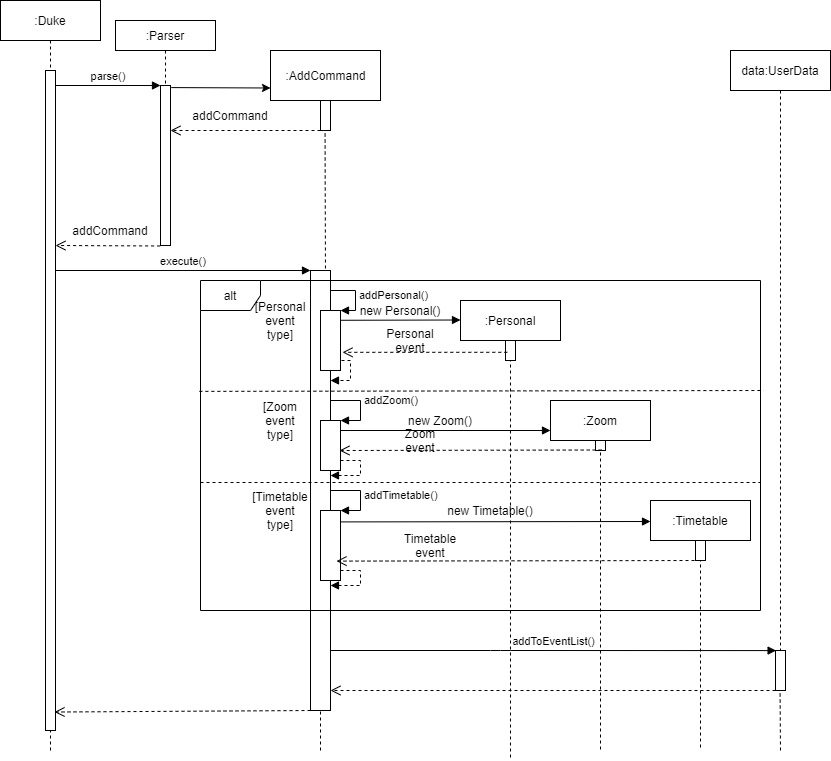 :Duke
:Parser
:AddCommand
data:UserData
parse()
addCommand
addCommand
execute()
alt
[Personal
event
type]
addPersonal()
new Personal()
:Personal
Personal
event
[Zoom
event
type]
addZoom()
new Zoom()
:Zoom
Zoom
event
[Timetable
event
type]
addTimetable()
new Timetable()
:Timetable
Timetable
event
addToEventList()